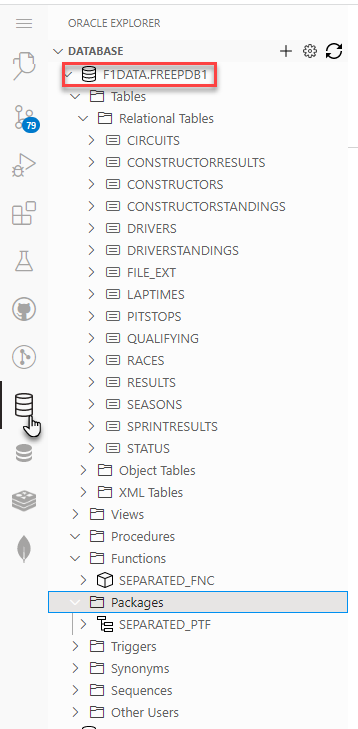 ORACLE EXPLORER
DATABASE
F1DATA.FREEPDB1
Tables
Relational Tables
CIRCUITS
CONSTRUCTORRESULTS
79
CONSTRUCTORS
CONSTRUCTORSTANDINGS
DRIVERS
DRIVERSTANDINGS
FILE_EXT
LAPTIMES
PITSTOPS
QUALIFYING
RACES
RESULTS
SEASONS
SPRINTRESULTS
STATUS
Object Tables
XML Tables
Views
Procedures
Functions
SEPARATED_FNC
Packages
SEPARATED_PTF
Triggers
Synonyms
Sequences
Other Users